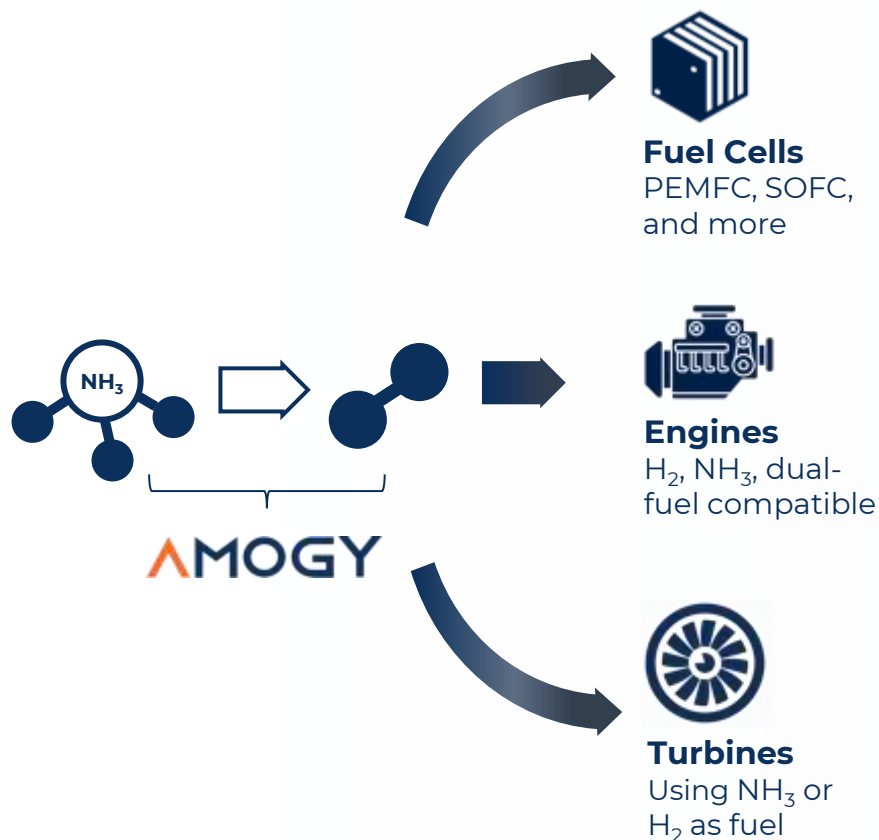 Fuel Cells
PEMFC, SOFC,
and more
NH₃
Engines
H₂, NH₃, dual-
fuel compatible
AMOGY
Turbines
Using NH₃ or
H₂ as fuel